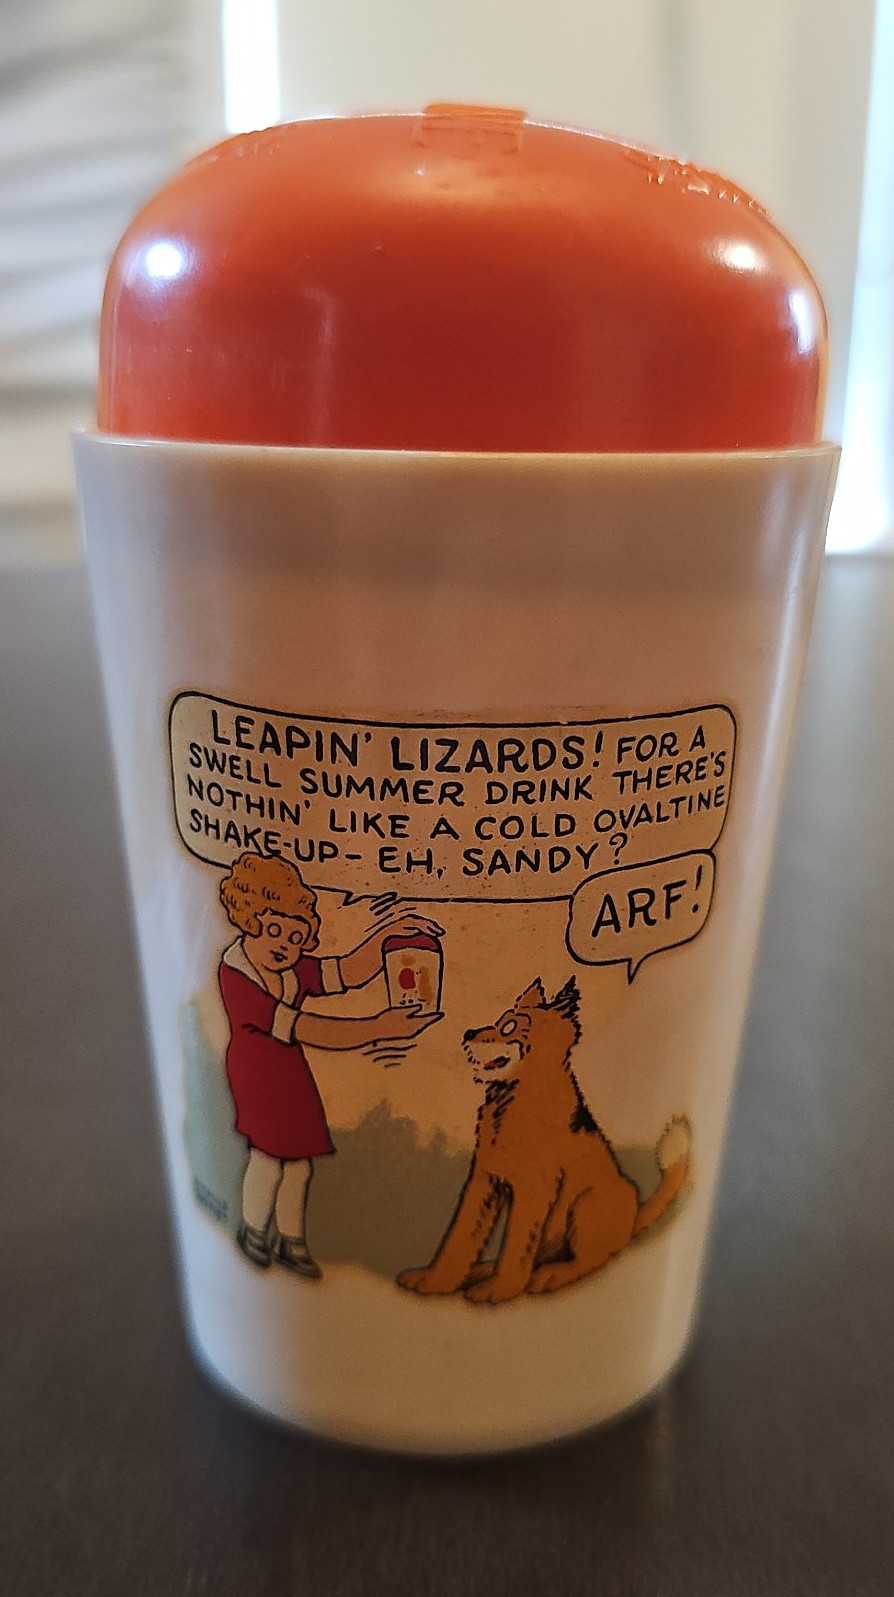 LEAPIN' LIZARDS! FOR A
SWELL SUMMER DRINK THERE'S
NOTHIN' LIKE A COLD OVALTINE
SHAKE-UP- EH, SANDY?
ARF!